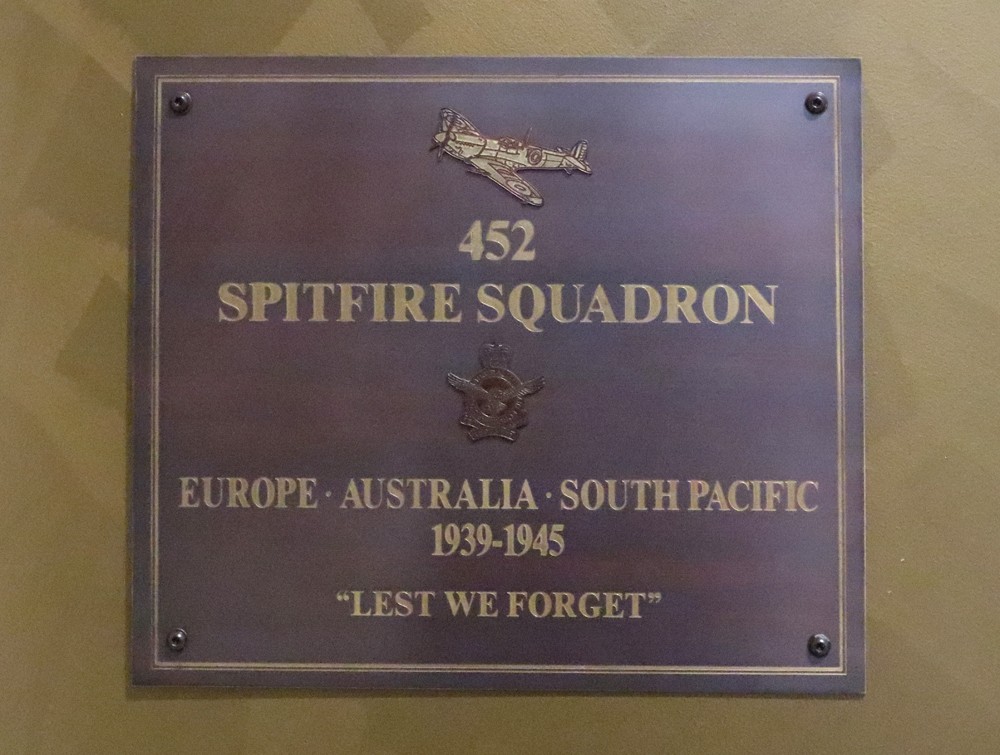 452
SPITFIRE SQUADRON
EUROPE · AUSTRALIA · SOUTH PACIFIC
1939-1945
“LEST WE FORGET”